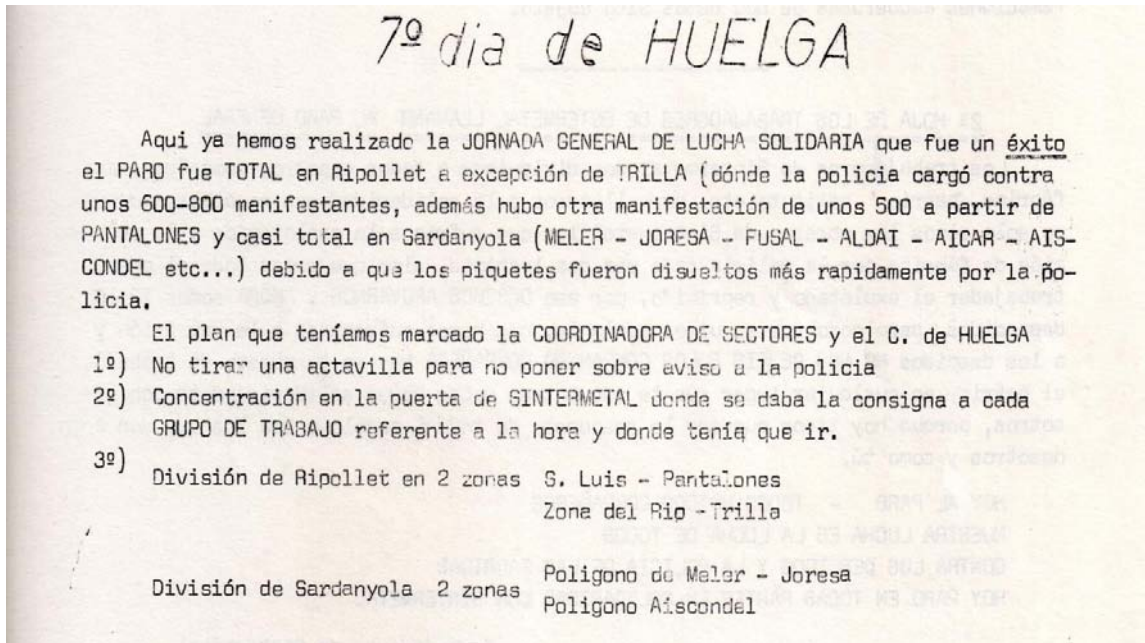 7º dia de HUELGA
Aqui ya hemos realizado la JORNADA GENERAL DE LUCHA SOLIDARIA que fue un éxito
el PARO fue TOTAL en Ripollet a excepción de TRILLA (dónde la policia cargó contra
unos 600-800 manifestantes, además hubo otra manifestación de unos 500 a partir de
PANTALONES y casi total en Sardanyola (MELER - JORESA - FUSAL - ALDAI - AICAR - AIS-
CONDEL etc...) debido a que los piquetes fueron disueltos más rapidamente por la po-
licia.
El plan que teníamos marcado la COORDINADORA DE SECTORES y el C. de HUELGA
1º) No tirar una actavilla para no poner sobre aviso a la policia
2º) Concentración en la puerta de SINTERMETAL donde se daba la consigna a cada
GRUPO DE TRABAJO referente a la hora y donde tenía que ir.
3º)
División de Ripollet en 2 zonas S. Luis - Pantalones
Zona del Rip - Trilla
División de Sardanyola 2 zonas Poligono de Meler - Joresa
Poligono Aiscondal